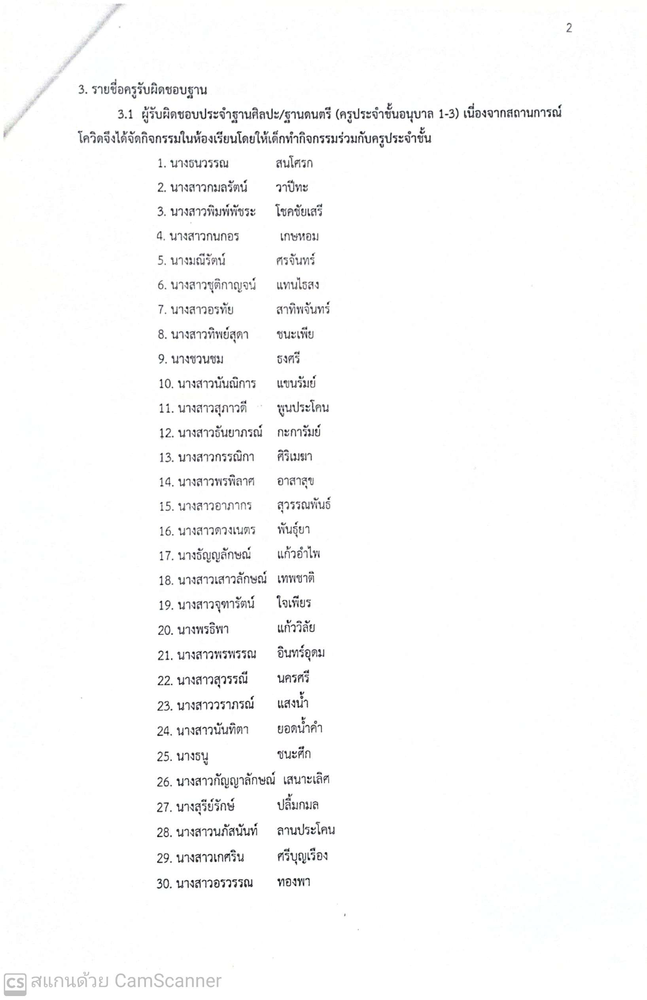 2
3. รายชื่อครูรับผิดชอบฐาน
3.1 ผู้รับผิดชอบประจำฐานศิลปะ/ฐานดนตรี (ครูประจำชั้นอนุบาล 1-3) เนื่องจากสถานการณ์
โควิดจึงได้จัดกิจกรรมในห้องเรียนโดยให้เด็กทำกิจกรรมร่วมกับครูประจำชั้น
1. นางธนวรรณ สนโศรก
2. นางสาวกมลรัตน์ วาปีทะ
3. นางสาวพิมพ์พัชระ โชคชัยเสรี
4. นางสาวกนกอร เกษหอม
5. นางมณีรัตน์ ศรจันทร์
6. นางสาวชุติกาญจน์ แทนไธสง
7. นางสาวอรทัย สาทิพจันทร์
8. นางสาวทิพย์สุดา ชนะเพีย
9. นางชวนชม ธงศรี
10. นางสาวนันณิการ แขนรัมย์
11. นางสาวสุภาวดี พูนประโคน
12. นางสาวธันยาภรณ์ กะการัมย์
13. นางสาวกรรณิกา ศิริเมฆา
14. นางสาวพรพิลาศ อาสาสุข
15. นางสาวอาภากร สุวรรณพันธ์
16. นางสาวดวงเนตร พันธุ์ยา
17. นางธัญญลักษณ์ แก้วอำไพ
18. นางสาวเสาวลักษณ์ เทพชาติ
19. นางสาวจุฑารัตน์ ใจเพียร
20. นางพรธิพา แก้ววิลัย
21. นางสาวพรพรรณ อินทร์อุดม
22. นางสาวสุวรรณี นครศรี
23. นางสาววราภรณ์ แสงน้ำ
24. นางสาวนันทิตา ยอดน้ำคำ
25. นางธนู ชนะศึก
26. นางสาวกัญญาลักษณ์ เสนาะเลิศ
27. นางสุรีย์รักษ์ ปลื้มกมล
28. นางสาวนภัสนันท์ ลานประโคน
29. นางสาวเกศริน ศรีบุญเรือง
30. นางสาวอรวรรณ ทองพา
CS สแกนด้วย CamScanner